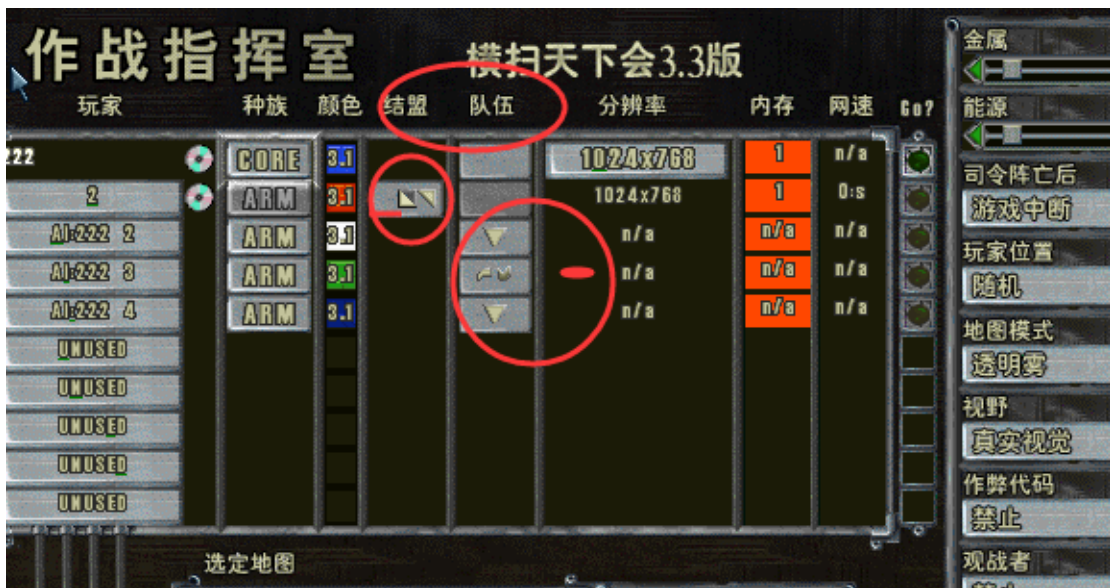 作战指挥室
横扫天下会3.3版
玩家 种族 颜色 结盟 队伍 分辨率 内存 网速 Go?
222 CORE 3.1 1024x768 1 n/a
2 ARM 3.1 1024x768 1 0:s
AI:222 2 ARM 3.1 n/a n/a n/a
AI:222 3 ARM 3.1 n/a n/a n/a
AI:222 4 ARM 3.1 n/a n/a n/a
UNUSED
UNUSED
UNUSED
UNUSED
UNUSED
选定地图
金属
能源
司令阵亡后
游戏中断
玩家位置
随机
地图模式
透明雾
视野
真实视觉
作弊代码
禁止
观战者